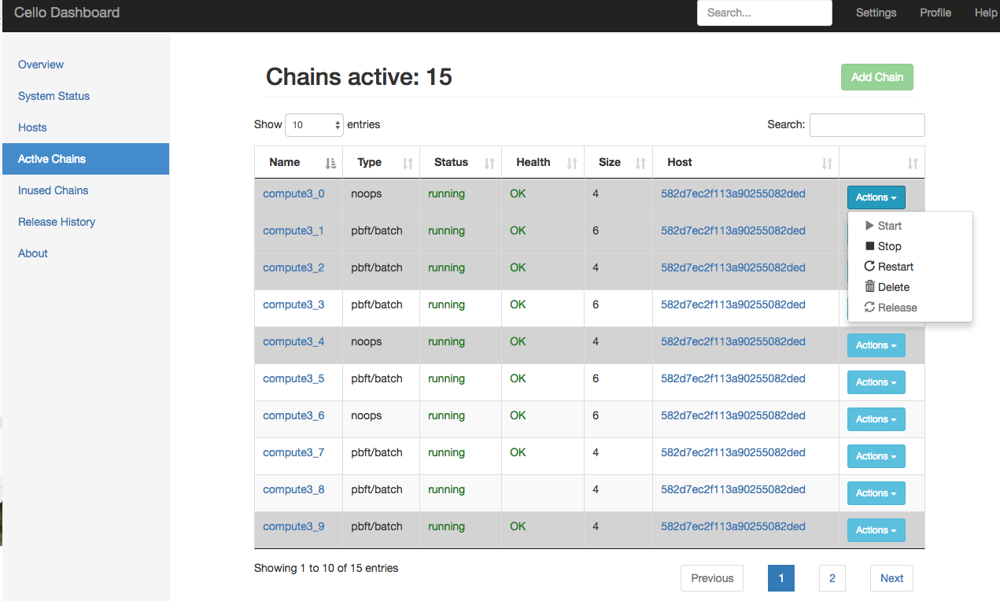 Cello Dashboard Search... Settings Profile Help
Overview
System Status
Hosts
Active Chains
Inused Chains
Release History
About
Chains active: 15 Add Chain
Show 10 entries Search:
Name Type Status Health Size Host
compute3_0 noops running OK 4 582d7ec2f113a90255082ded Actions
compute3_1 pbft/batch running OK 6 582d7ec2f113a90255082ded
compute3_2 pbft/batch running OK 4 582d7ec2f113a90255082ded
compute3_3 pbft/batch running OK 6 582d7ec2f113a90255082ded
Start
Stop
Restart
Delete
Release
compute3_4 noops running OK 4 582d7ec2f113a90255082ded Actions
compute3_5 pbft/batch running OK 6 582d7ec2f113a90255082ded Actions
compute3_6 noops running OK 6 582d7ec2f113a90255082ded Actions
compute3_7 pbft/batch running OK 4 582d7ec2f113a90255082ded Actions
compute3_8 pbft/batch running 4 582d7ec2f113a90255082ded Actions
compute3_9 pbft/batch running OK 4 582d7ec2f113a90255082ded Actions
Showing 1 to 10 of 15 entries
Previous 1 2 Next